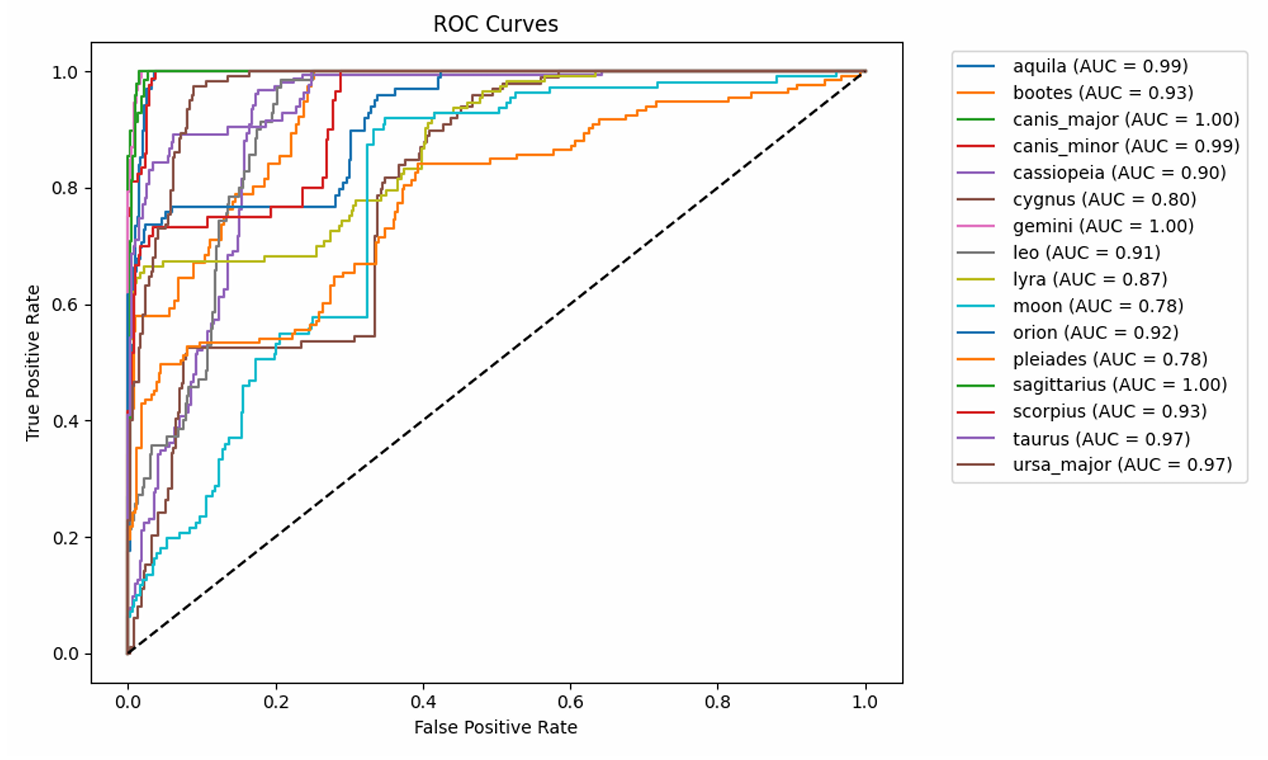 ROC Curves
1.0
0.8
0.6
0.4
0.2
0.0
True Positive Rate
0.0 0.2 0.4 0.6 0.8 1.0
False Positive Rate
aquila (AUC = 0.99)
bootes (AUC = 0.93)
canis_major (AUC = 1.00)
canis_minor (AUC = 0.99)
cassiopeia (AUC = 0.90)
cygnus (AUC = 0.80)
gemini (AUC = 1.00)
leo (AUC = 0.91)
lyra (AUC = 0.87)
moon (AUC = 0.78)
orion (AUC = 0.92)
pleiades (AUC = 0.78)
sagittarius (AUC = 1.00)
scorpius (AUC = 0.93)
taurus (AUC = 0.97)
ursa_major (AUC = 0.97)